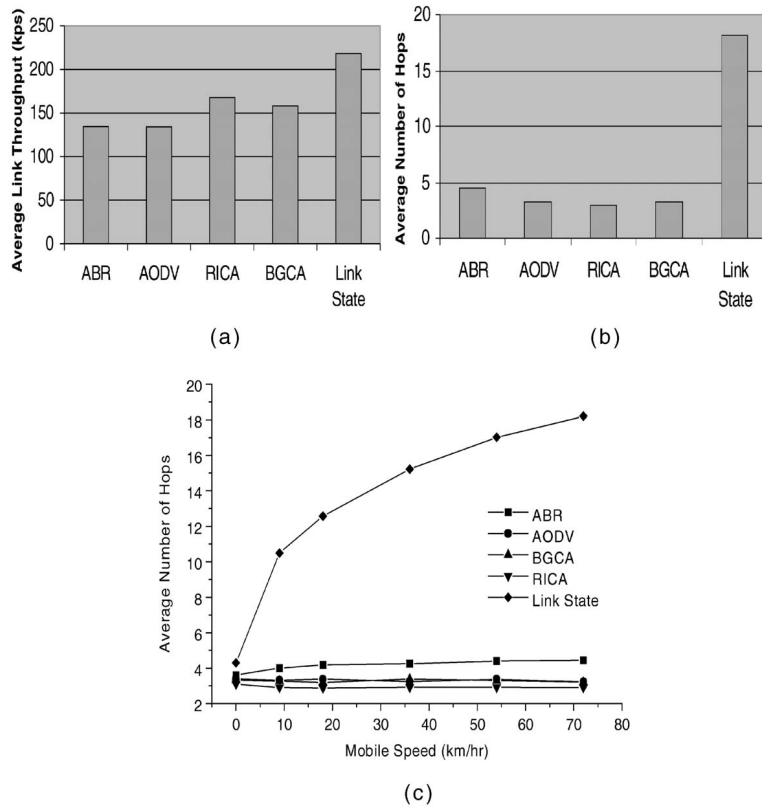 Average Link Throughput (kps)
250
200
150
100
50
0
ABR AODV RICA BGCA Link
State
(a)
Average Number of Hops
20
15
10
5
0
ABR AODV RICA BGCA Link
State
(b)
Average Number of Hops
20
18
16
14
12
10
8
6
4
2
ABR
AODV
BGCA
RICA
Link State
0 10 20 30 40 50 60 70 80
Mobile Speed (km/hr)
(c)